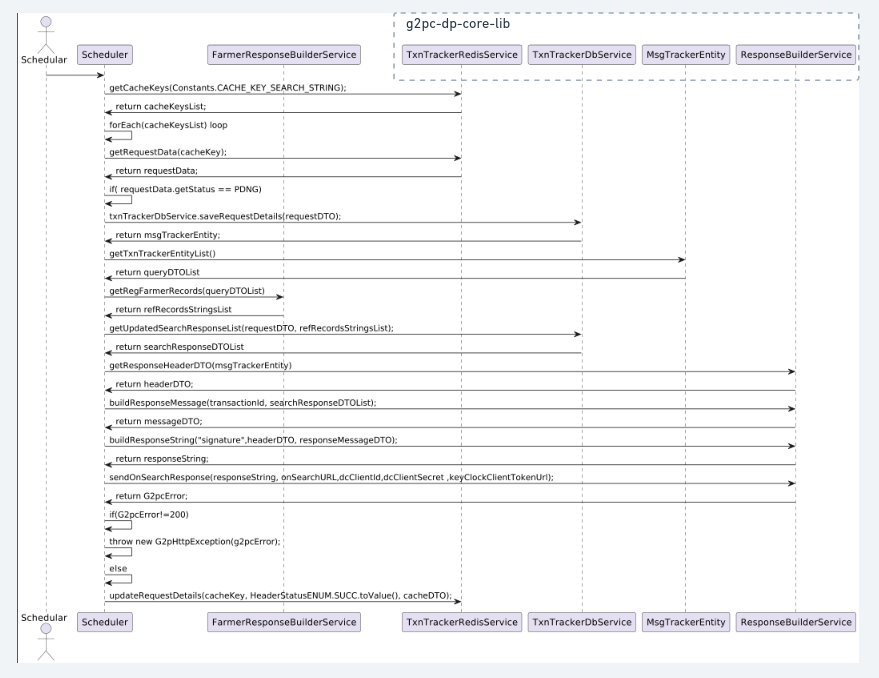 g2pc-dp-core-lib
Schedular
Scheduler
FarmerResponseBuilderService
TxnTrackerRedisService
TxnTrackerDbService
MsgTrackerEntity
ResponseBuilderService
getCacheKeys(Constants.CACHE_KEY_SEARCH_STRING);
return cacheKeysList;
forEach(cacheKeysList) loop
getRequestData(cacheKey);
return requestData;
if( requestData.getStatus == PDNG)
txnTrackerDbService.saveRequestDetails(requestDTO);
return msgTrackerEntity;
getTxnTrackerEntityList()
return queryDTOList
getRegFarmerRecords(queryDTOList)
return refRecordsStringsList
getUpdatedSearchResponseList(requestDTO, refRecordsStringsList);
return searchResponseDTOList
getResponseHeaderDTO(msgTrackerEntity)
return headerDTO;
buildResponseMessage(transactionId, searchResponseDTOList);
return messageDTO;
buildResponseString("signature",headerDTO, responseMessageDTO);
return responseString;
sendOnSearchResponse(responseString, onSearchURL,dcClientId,dcClientSecret ,keyClockClientTokenUrl);
return G2pcError;
if(G2pcError!=200)
throw new G2pHttpException(g2pcError);
else
updateRequestDetails(cacheKey, HeaderStatusENUM.SUCC.toValue(), cacheDTO);
Schedular
Scheduler
FarmerResponseBuilderService
TxnTrackerRedisService
TxnTrackerDbService
MsgTrackerEntity
ResponseBuilderService